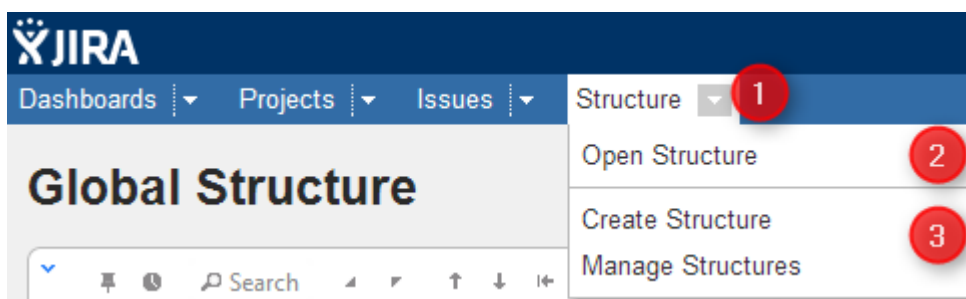 JIRA
Dashboards Projects Issues Structure 1
Open Structure 2
Global Structure
Create Structure 3
Manage Structures
Search